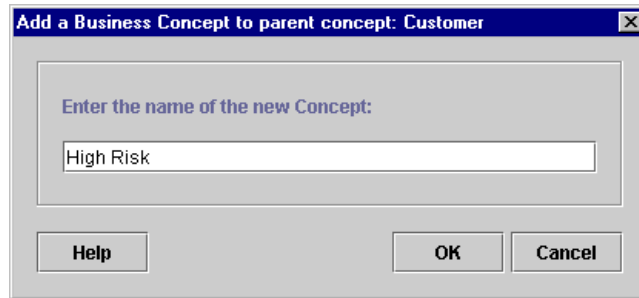 Add a Business Concept to parent concept: Customer
Enter the name of the new Concept:
High Risk
Help OK Cancel